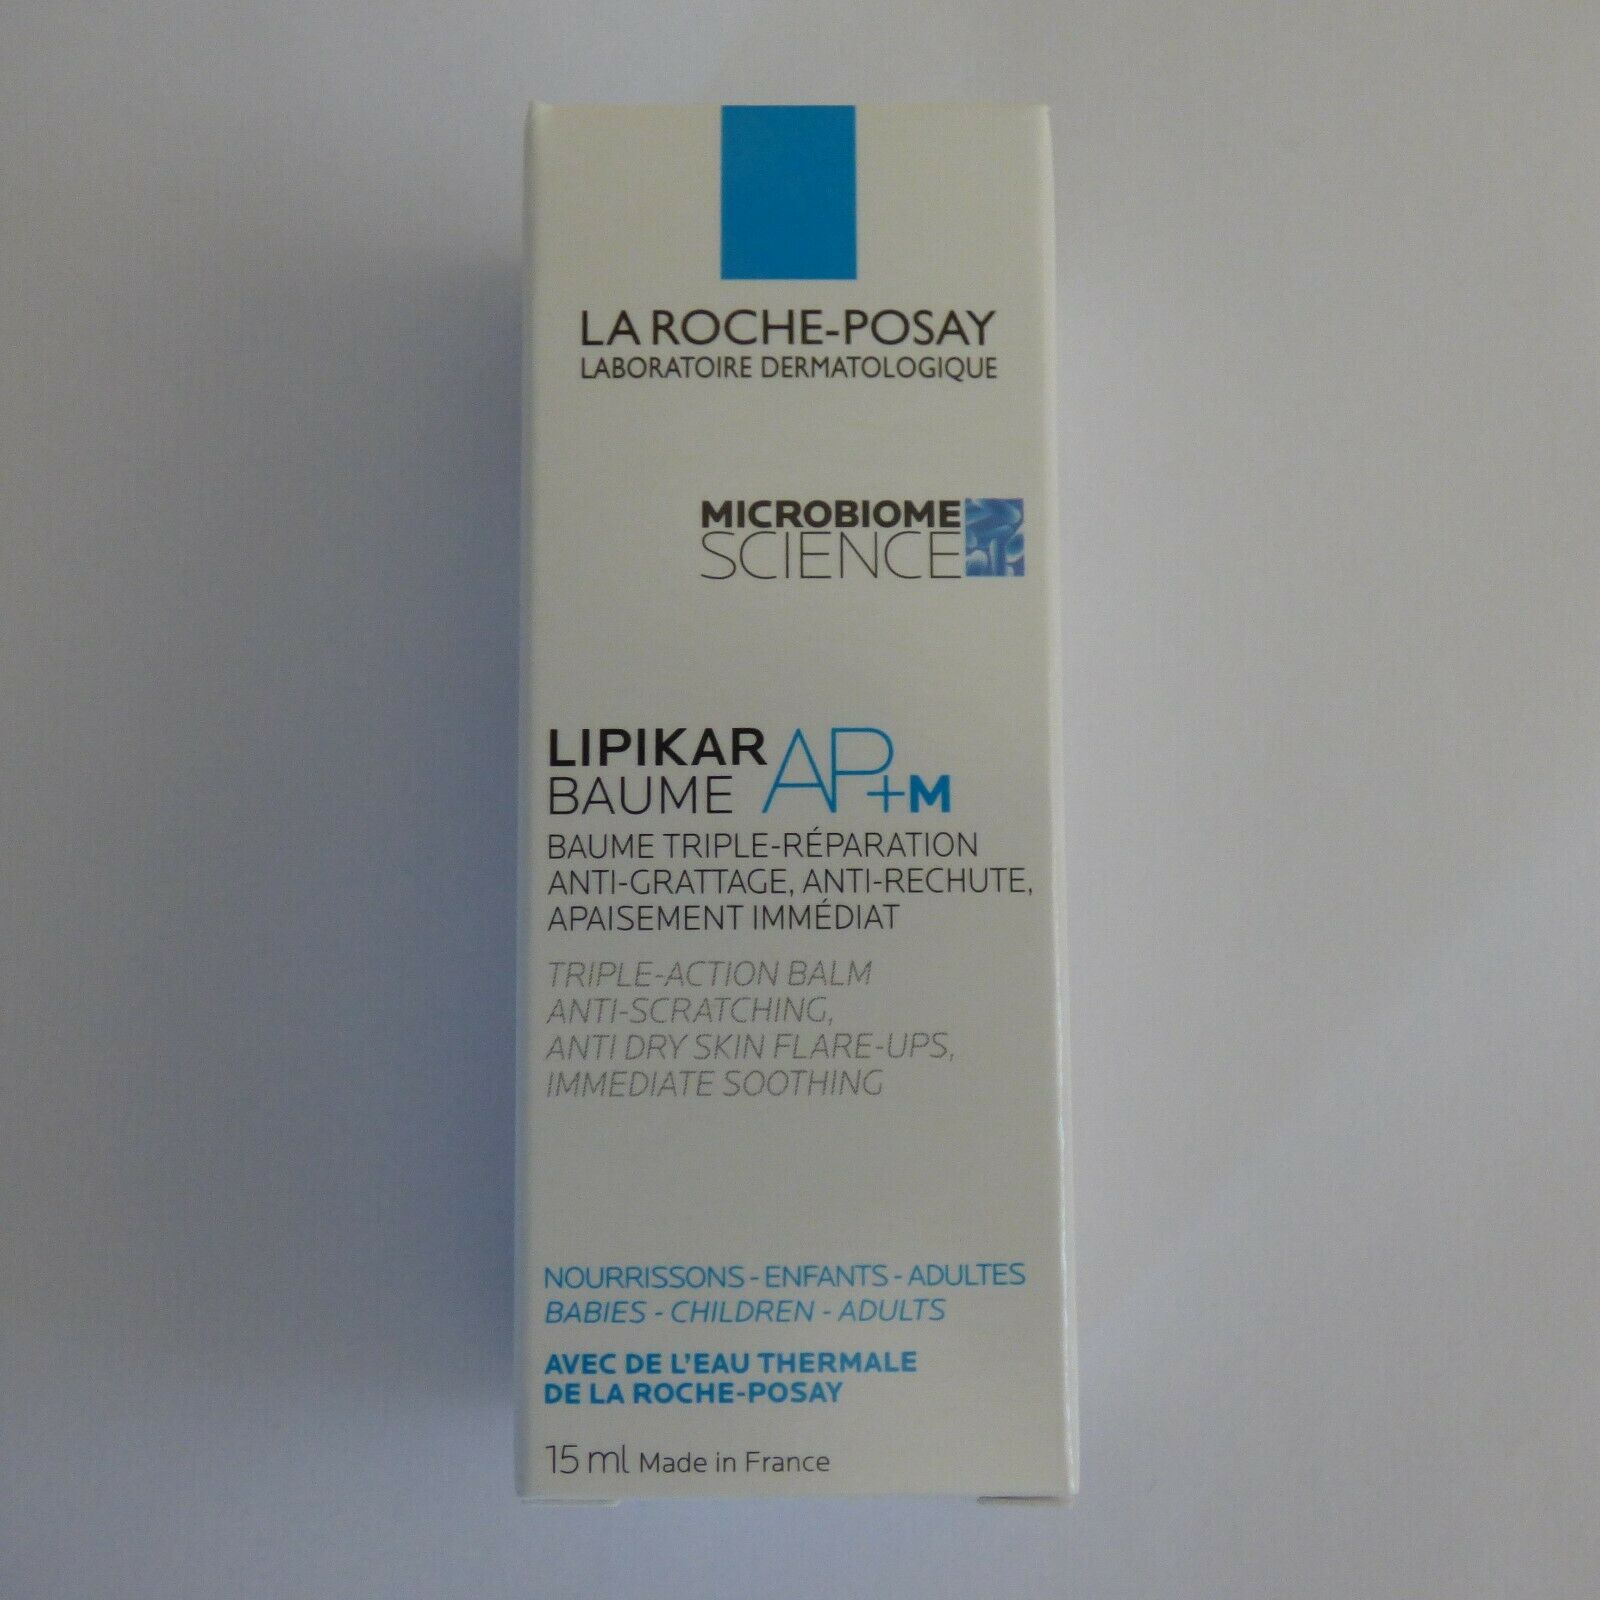 LA ROCHE-POSAY
LABORATOIRE DERMATOLOGIQUE
MICROBIOME
SCIENCE
LIPIKAR
BAUME AP+M
BAUME TRIPLE-RÉPARATION
ANTI-GRATTAGE, ANTI-RECHUTE,
APAISEMENT IMMÉDIAT
TRIPLE-ACTION BALM
ANTI-SCRATCHING,
ANTI DRY SKIN FLARE-UPS,
IMMEDIATE SOOTHING
NOURRISSONS - ENFANTS - ADULTES
BABIES - CHILDREN - ADULTS
AVEC DE L'EAU THERMALE
DE LA ROCHE-POSAY
15 ml Made in France